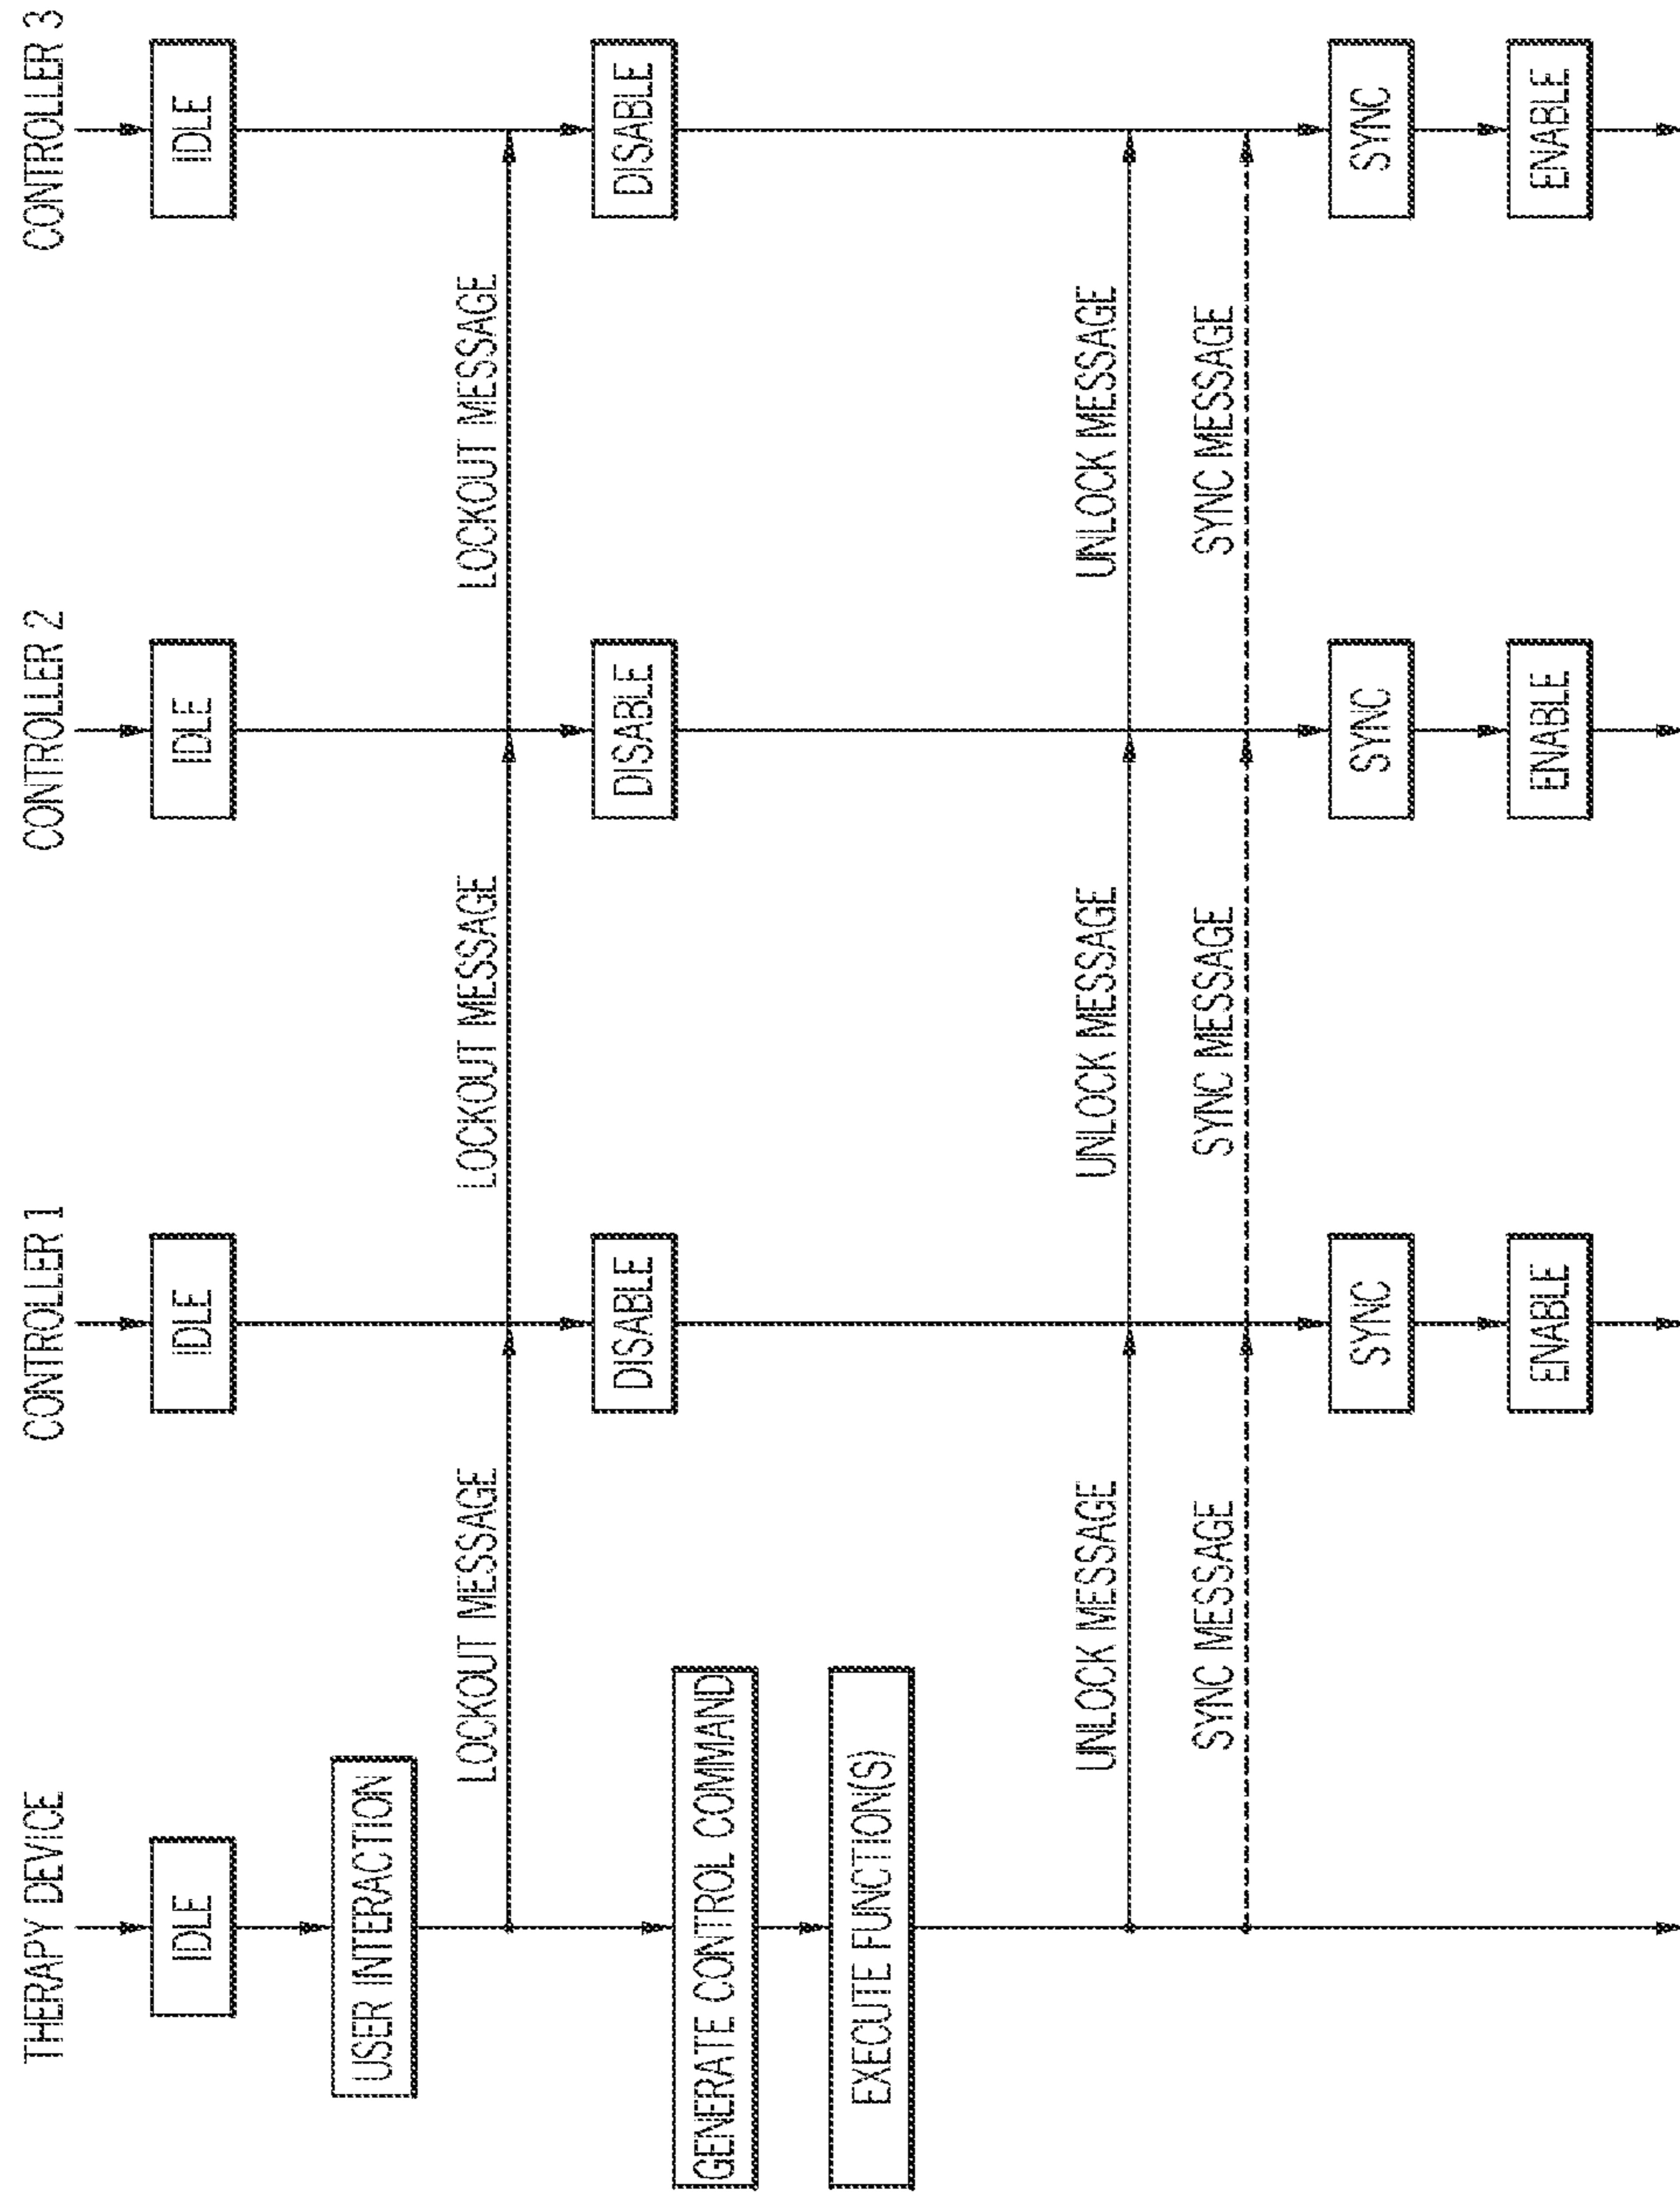 THERAPY DEVICE
CONTROLLER 1
CONTROLLER 2
CONTROLLER 3
IDLE
IDLE
IDLE
IDLE
USER INTERACTION
LOCKOUT MESSAGE
LOCKOUT MESSAGE
LOCKOUT MESSAGE
DISABLE
DISABLE
DISABLE
GENERATE CONTROL COMMAND
EXECUTE FUNCTION(S)
UNLOCK MESSAGE
UNLOCK MESSAGE
UNLOCK MESSAGE
SYNC MESSAGE
SYNC MESSAGE
SYNC MESSAGE
SYNC
SYNC
SYNC
ENABLE
ENABLE
ENABLE